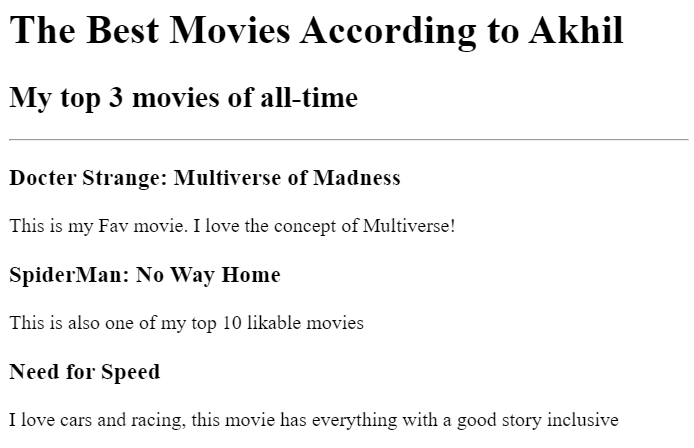 The Best Movies According to Akhil
My top 3 movies of all-time
Docter Strange: Multiverse of Madness
This is my Fav movie. I love the concept of Multiverse!
SpiderMan: No Way Home
This is also one of my top 10 likable movies
Need for Speed
I love cars and racing, this movie has everything with a good story inclusive